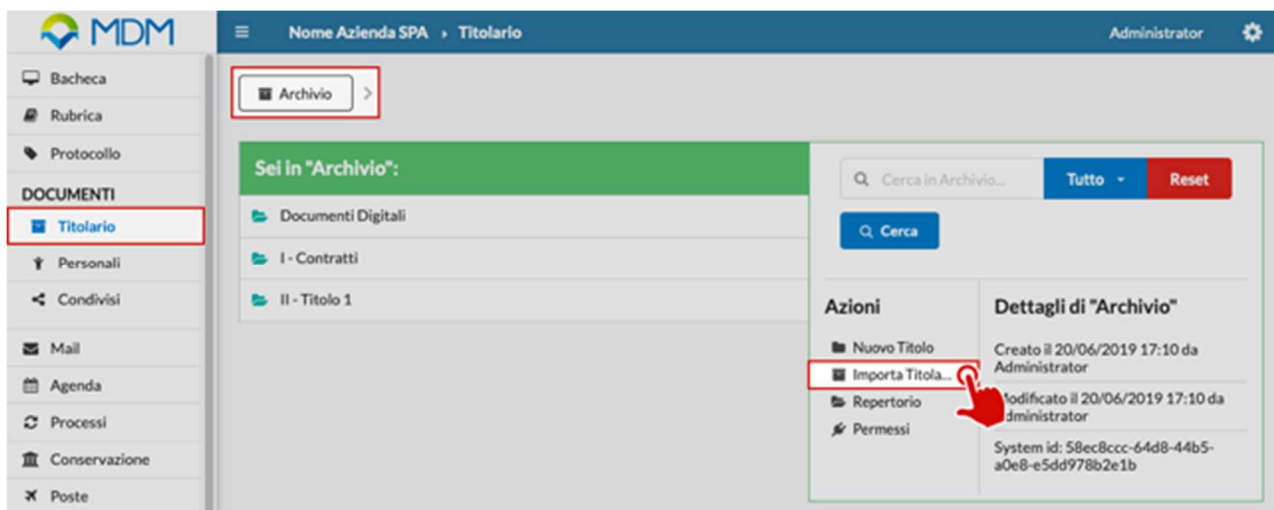 MDM
Nome Azienda SPA › Titolario
Administrator
Bacheca
Rubrica
Protocollo
DOCUMENTI
Titolario
Personali
Condivisi
Mail
Agenda
Processi
Conservazione
Poste
Archivio
Sei in "Archivio":
Documenti Digitali
I - Contratti
II - Titolo 1
Cerca in Archivio...
Tutto
Reset
Cerca
Azioni
Nuovo Titolo
Importa Titola...
Repertorio
Permessi
Dettagli di "Archivio"
Creato il 20/06/2019 17:10 da
Administrator
Modificato il 20/06/2019 17:10 da
Administrator
System id: 58ec8ccc-64d8-44b5-
a0e8-e5dd978b2e1b